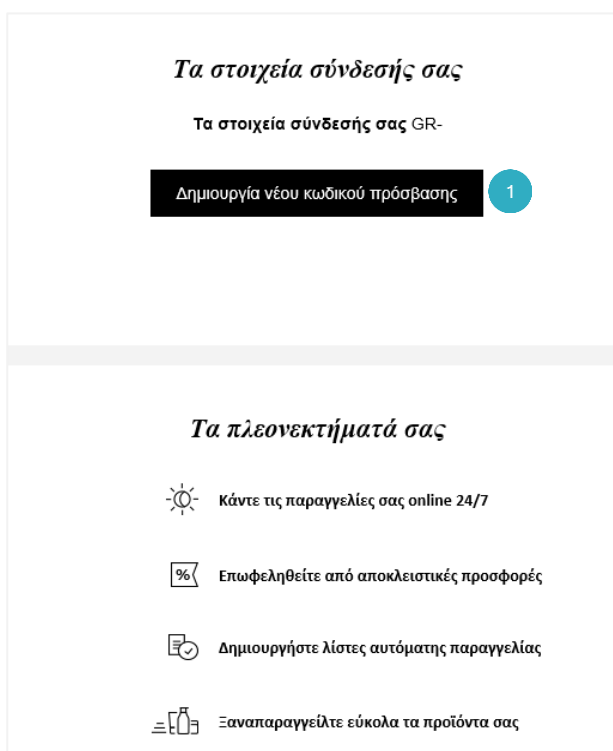 Τα στοιχεία σύνδεσής σας
Τα στοιχεία σύνδεσής σας GR-
Δημιουργία νέου κωδικού πρόσβασης
1
Τα πλεονεκτήματά σας
Κάντε τις παραγγελίες σας online 24/7
%
Επωφεληθείτε από αποκλειστικές προσφορές
Δημιουργήστε λίστες αυτόματης παραγγελίας
Ξαναπαραγγείλτε εύκολα τα προϊόντα σας